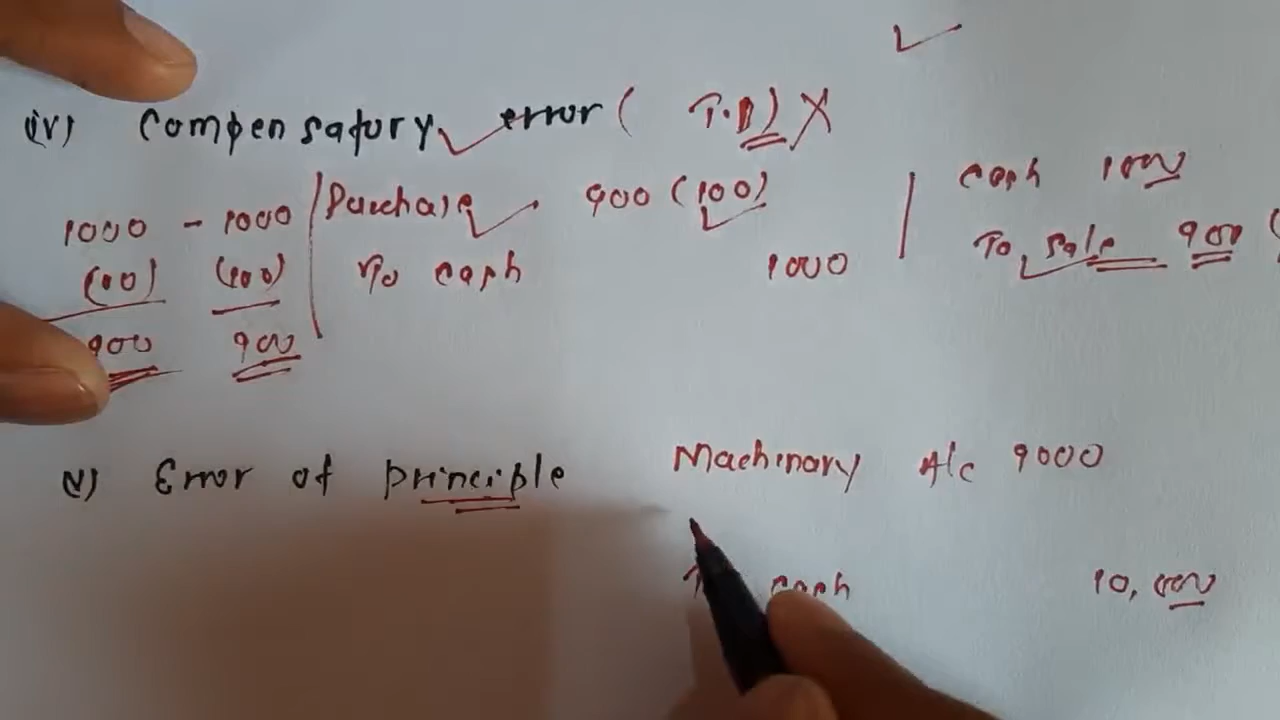 (iv) Compensatory error ( T.B) X
1000 - 1000
(100) (100)
900 900
Purchase 900 (100)
To cash 1000
cash 1000
To sale 900 (
v) Error of principle
Machinary A/c 9000
cash 10,000